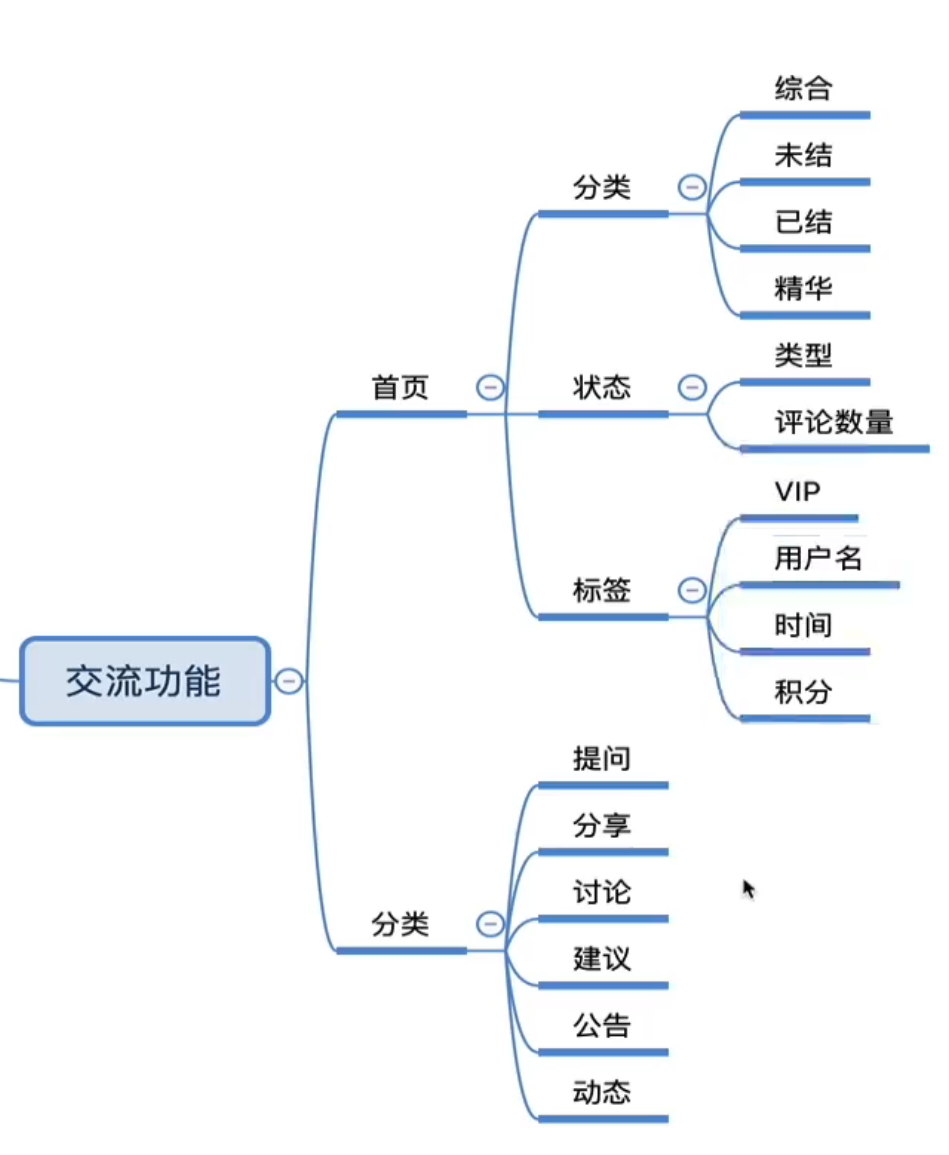 交流功能
首页
分类
综合
未结
已结
精华
状态
类型
评论数量
标签
VIP
用户名
时间
积分
分类
提问
分享
讨论
建议
公告
动态